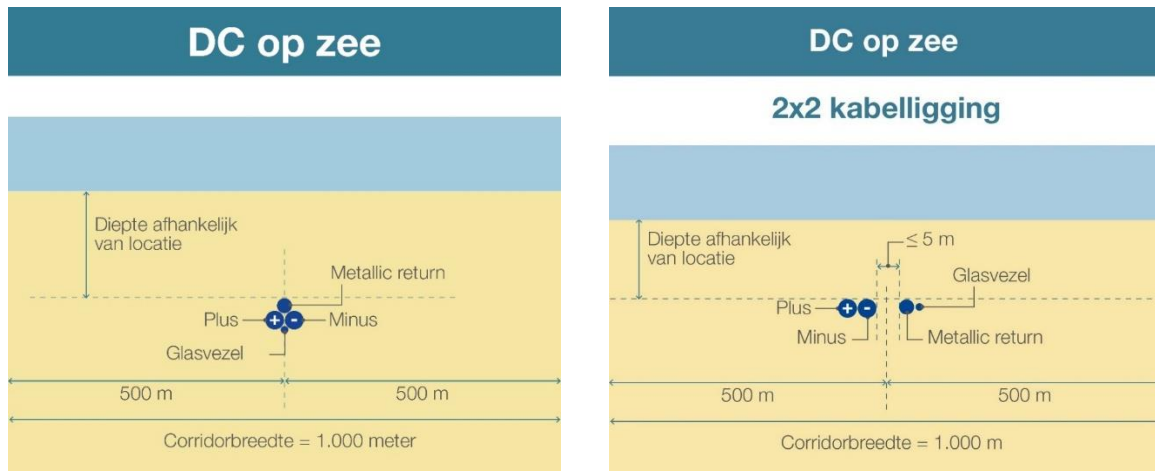 DC op zee
Diepte afhankelijk
van locatie
Metallic return
Plus
+
-
Minus
Glasvezel
500 m
500 m
Corridorbreedte = 1.000 meter
DC op zee
2x2 kabelligging
Diepte afhankelijk
van locatie
≤ 5 m
Glasvezel
Plus
+
-
Minus
Metallic return
500 m
500 m
Corridorbreedte = 1.000 m